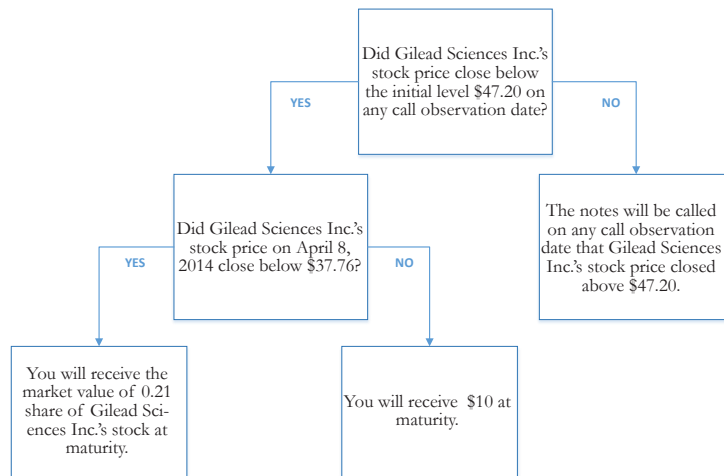 Did Gilead Sciences Inc.'s
stock price close below
the initial level $47.20 on
any call observation date?
YES
NO
Did Gilead Sciences Inc.'s
stock price on April 8,
2014 close below $37.76?
The notes will be called
on any call observation
date that Gilead Sciences
Inc.'s stock price closed
above $47.20.
YES
NO
You will receive the
market value of 0.21
share of Gilead Sci-
ences Inc.'s stock at
maturity.
You will receive $10 at
maturity.